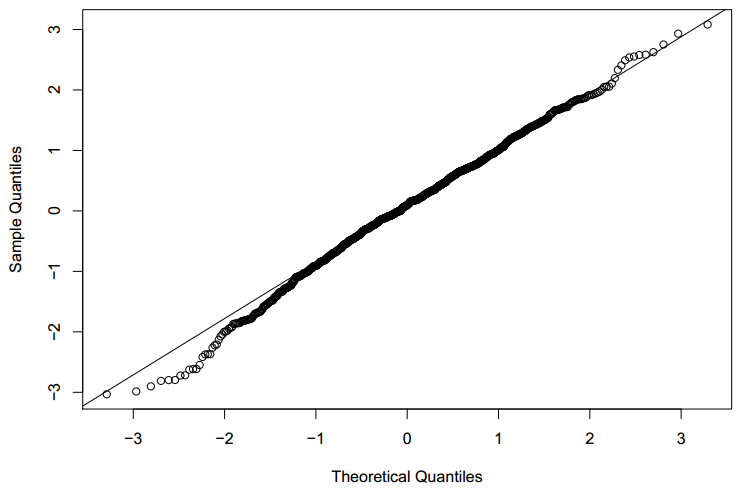 Sample Quantiles
3
2
1
0
−1
−2
−3
−3 −2 −1 0 1 2 3
Theoretical Quantiles